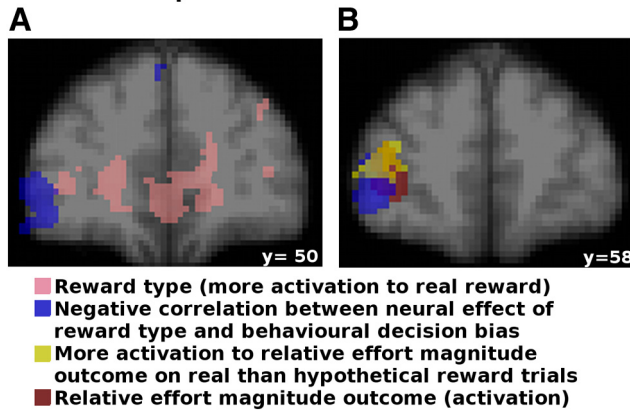 A B
y= 50 y=58
Reward type (more activation to real reward)
Negative correlation between neural effect of
reward type and behavioural decision bias
More activation to relative effort magnitude
outcome on real than hypothetical reward trials
Relative effort magnitude outcome (activation)